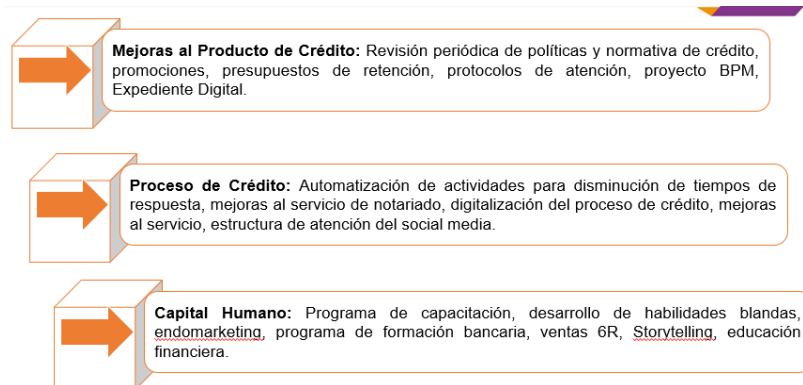 Mejoras al Producto de Crédito: Revisión periódica de políticas y normativa de crédito,
promociones, presupuestos de retención, protocolos de atención, proyecto BPM,
Expediente Digital.
Proceso de Crédito: Automatización de actividades para disminución de tiempos de
respuesta, mejoras al servicio de notariado, digitalización del proceso de crédito, mejoras
al servicio, estructura de atención del social media.
Capital Humano: Programa de capacitación, desarrollo de habilidades blandas,
endomarketing, programa de formación bancaria, ventas 6R, Storytelling, educación
financiera.